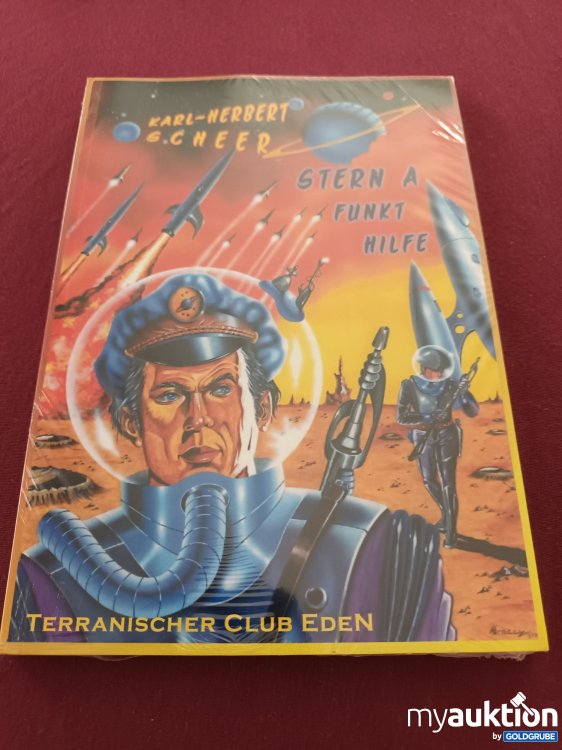 KARL-HERBERT
SCHEER
STERN A
FUNKT
HILFE
TERRANISCHER CLUB EDEN
myauktion
by GOLDGRUBE